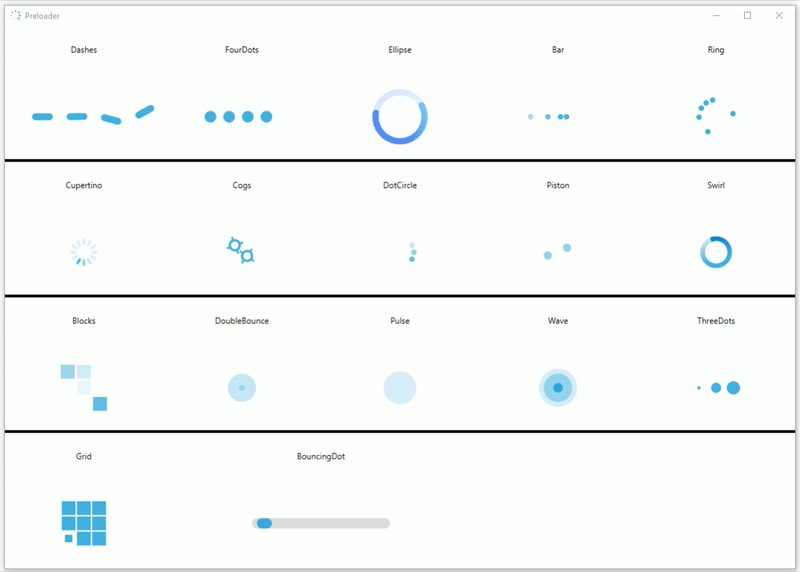 Preloader
Dashes FourDots Ellipse Bar Ring
Cupertino Cogs DotCircle Piston Swirl
Blocks DoubleBounce Pulse Wave ThreeDots
Grid BouncingDot